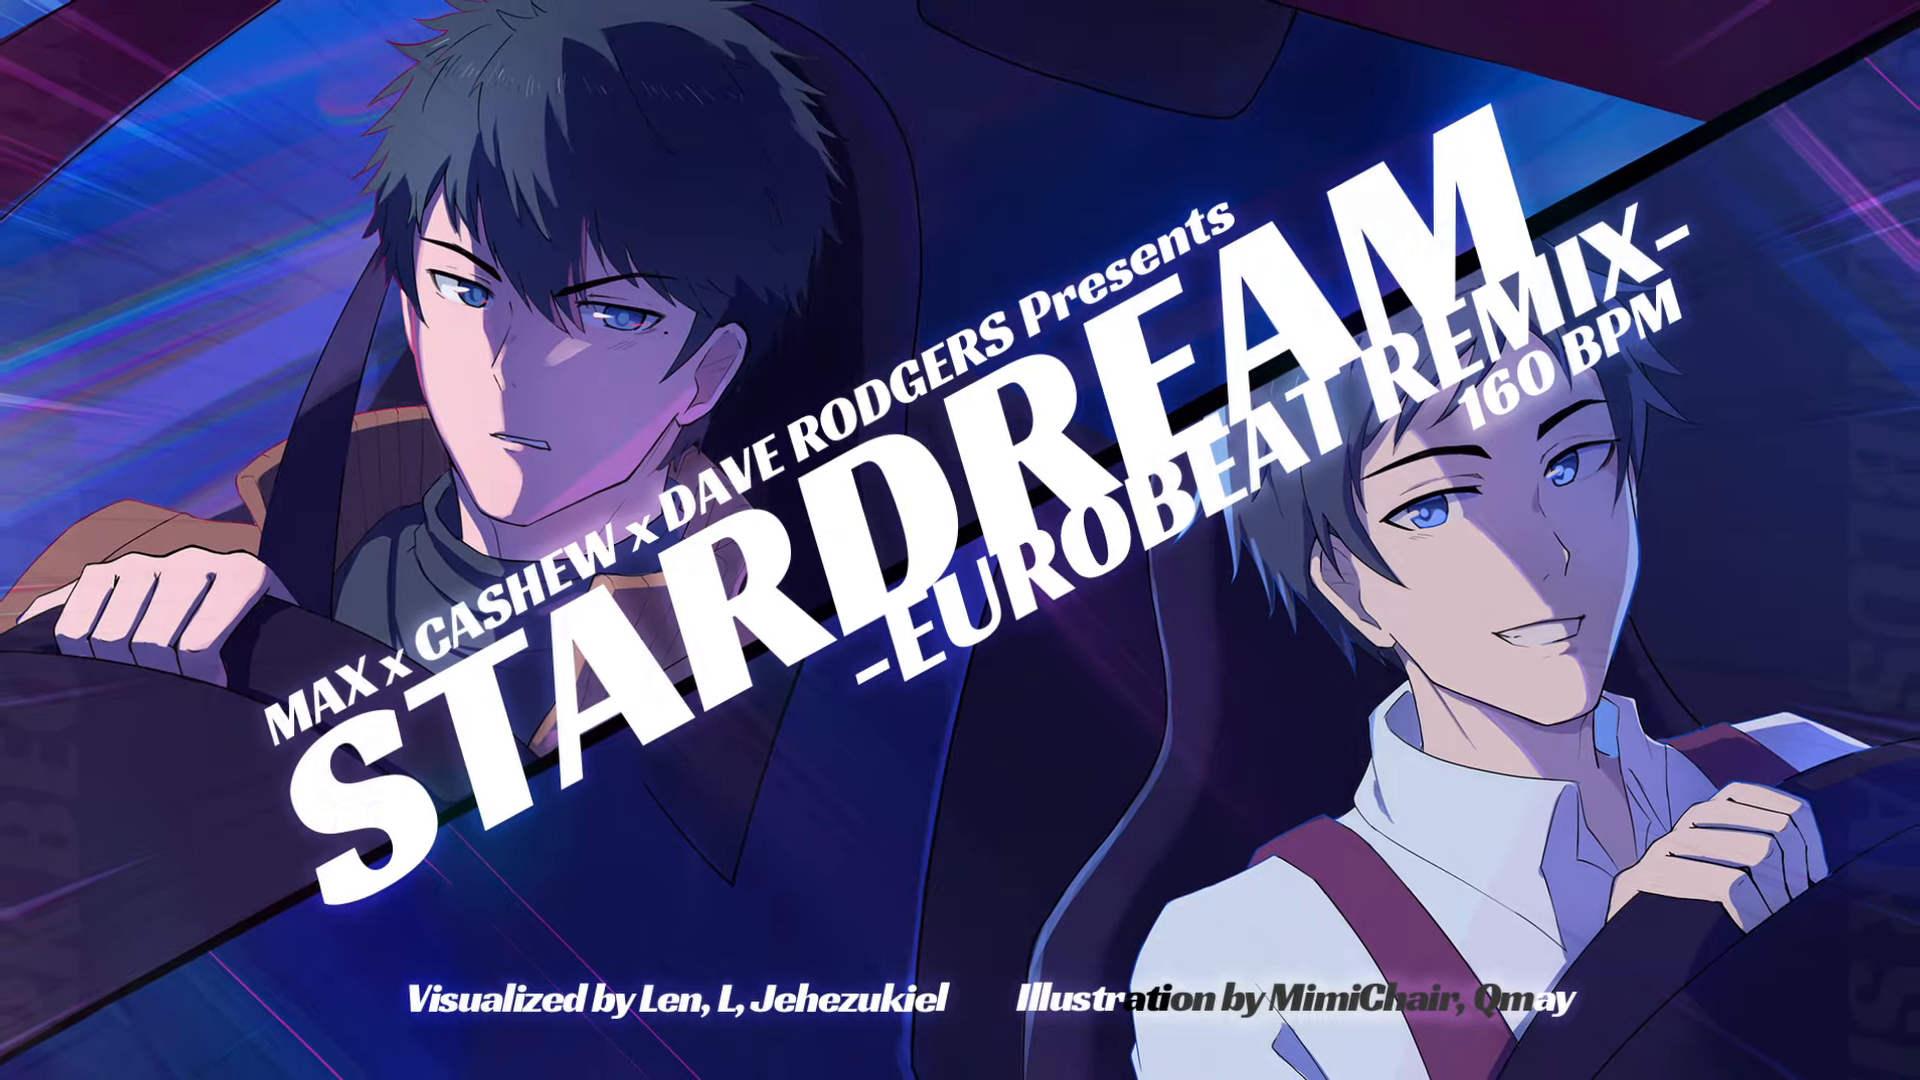 MAX x CASHEW x DAVE RODGERS Presents
STARDREAM
-EUROBEAT REMIX-
160 BPM
Visualized by Len, L, Jehezukiel
Illustration by MimiChair, Qmay